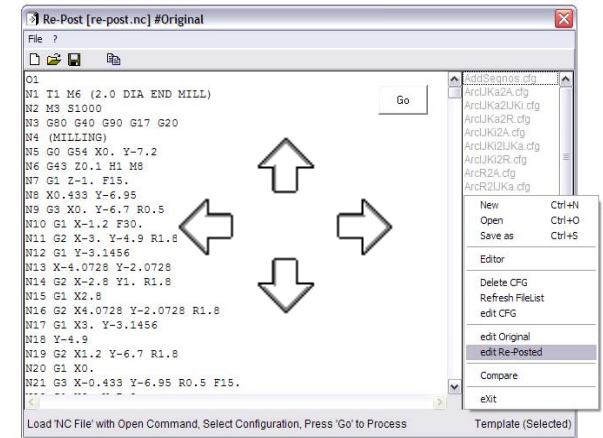 Re-Post [re-post.nc] #Original
File ?
O1
N1 T1 M6 (2.0 DIA END MILL)
N2 M3 S1000
N3 G80 G40 G90 G17 G20
N4 (MILLING)
N5 G0 G54 X0. Y-7.2
N6 G43 Z0.1 H1 M8
N7 G1 Z-1. F15.
N8 X0.433 Y-6.95
N9 G3 X0. Y-6.7 R0.5
N10 G1 X-1.2 F30.
N11 G2 X-3. Y-4.9 R1.8
N12 G1 Y-3.1456
N13 X-4.0728 Y-2.0728
N14 G2 X-2.8 Y1. R1.8
N15 G1 X2.8
N16 G2 X4.0728 Y-2.0728 R1.8
N17 G1 X3. Y-3.1456
N18 Y-4.9
N19 G2 X1.2 Y-6.7 R1.8
N20 G1 X0.
N21 G3 X-0.433 Y-6.95 R0.5 F15.
Go
AddSeqnos.cfg
ArcIJKa2A.cfg
ArcIJKa2IJKi.cfg
ArcIJKa2R.cfg
ArcIJKi2A.cfg
ArcIJKi2IJKa.cfg
ArcIJKi2R.cfg
ArcR2A.cfg
ArcR2IJKa.cfg
New Ctrl+N
Open Ctrl+O
Save as Ctrl+S
Editor
Delete CFG
Refresh FileList
edit CFG
edit Original
edit Re-Posted
Compare
eXit
Load 'NC File' with Open Command, Select Configuration, Press 'Go' to Process
Template (Selected)